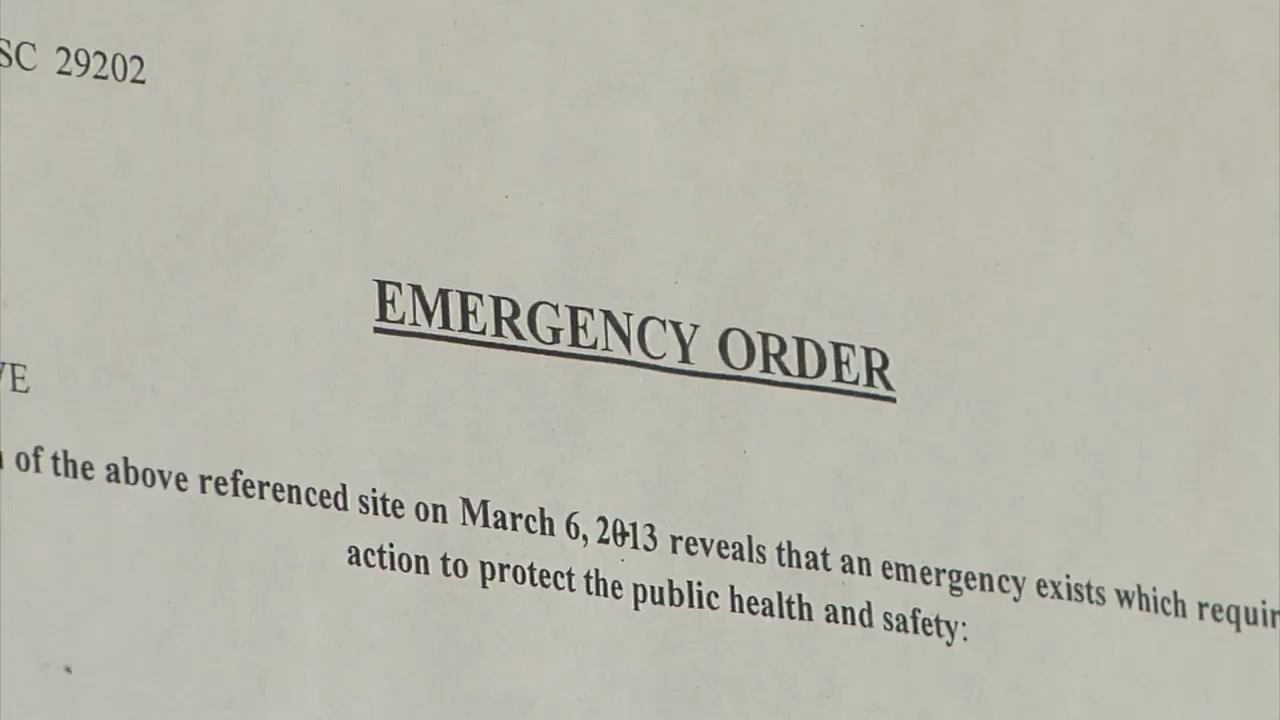 SC 29202
EMERGENCY ORDER
of the above referenced site on March 6, 2013 reveals that an emergency exists which
action to protect the public health and safety: